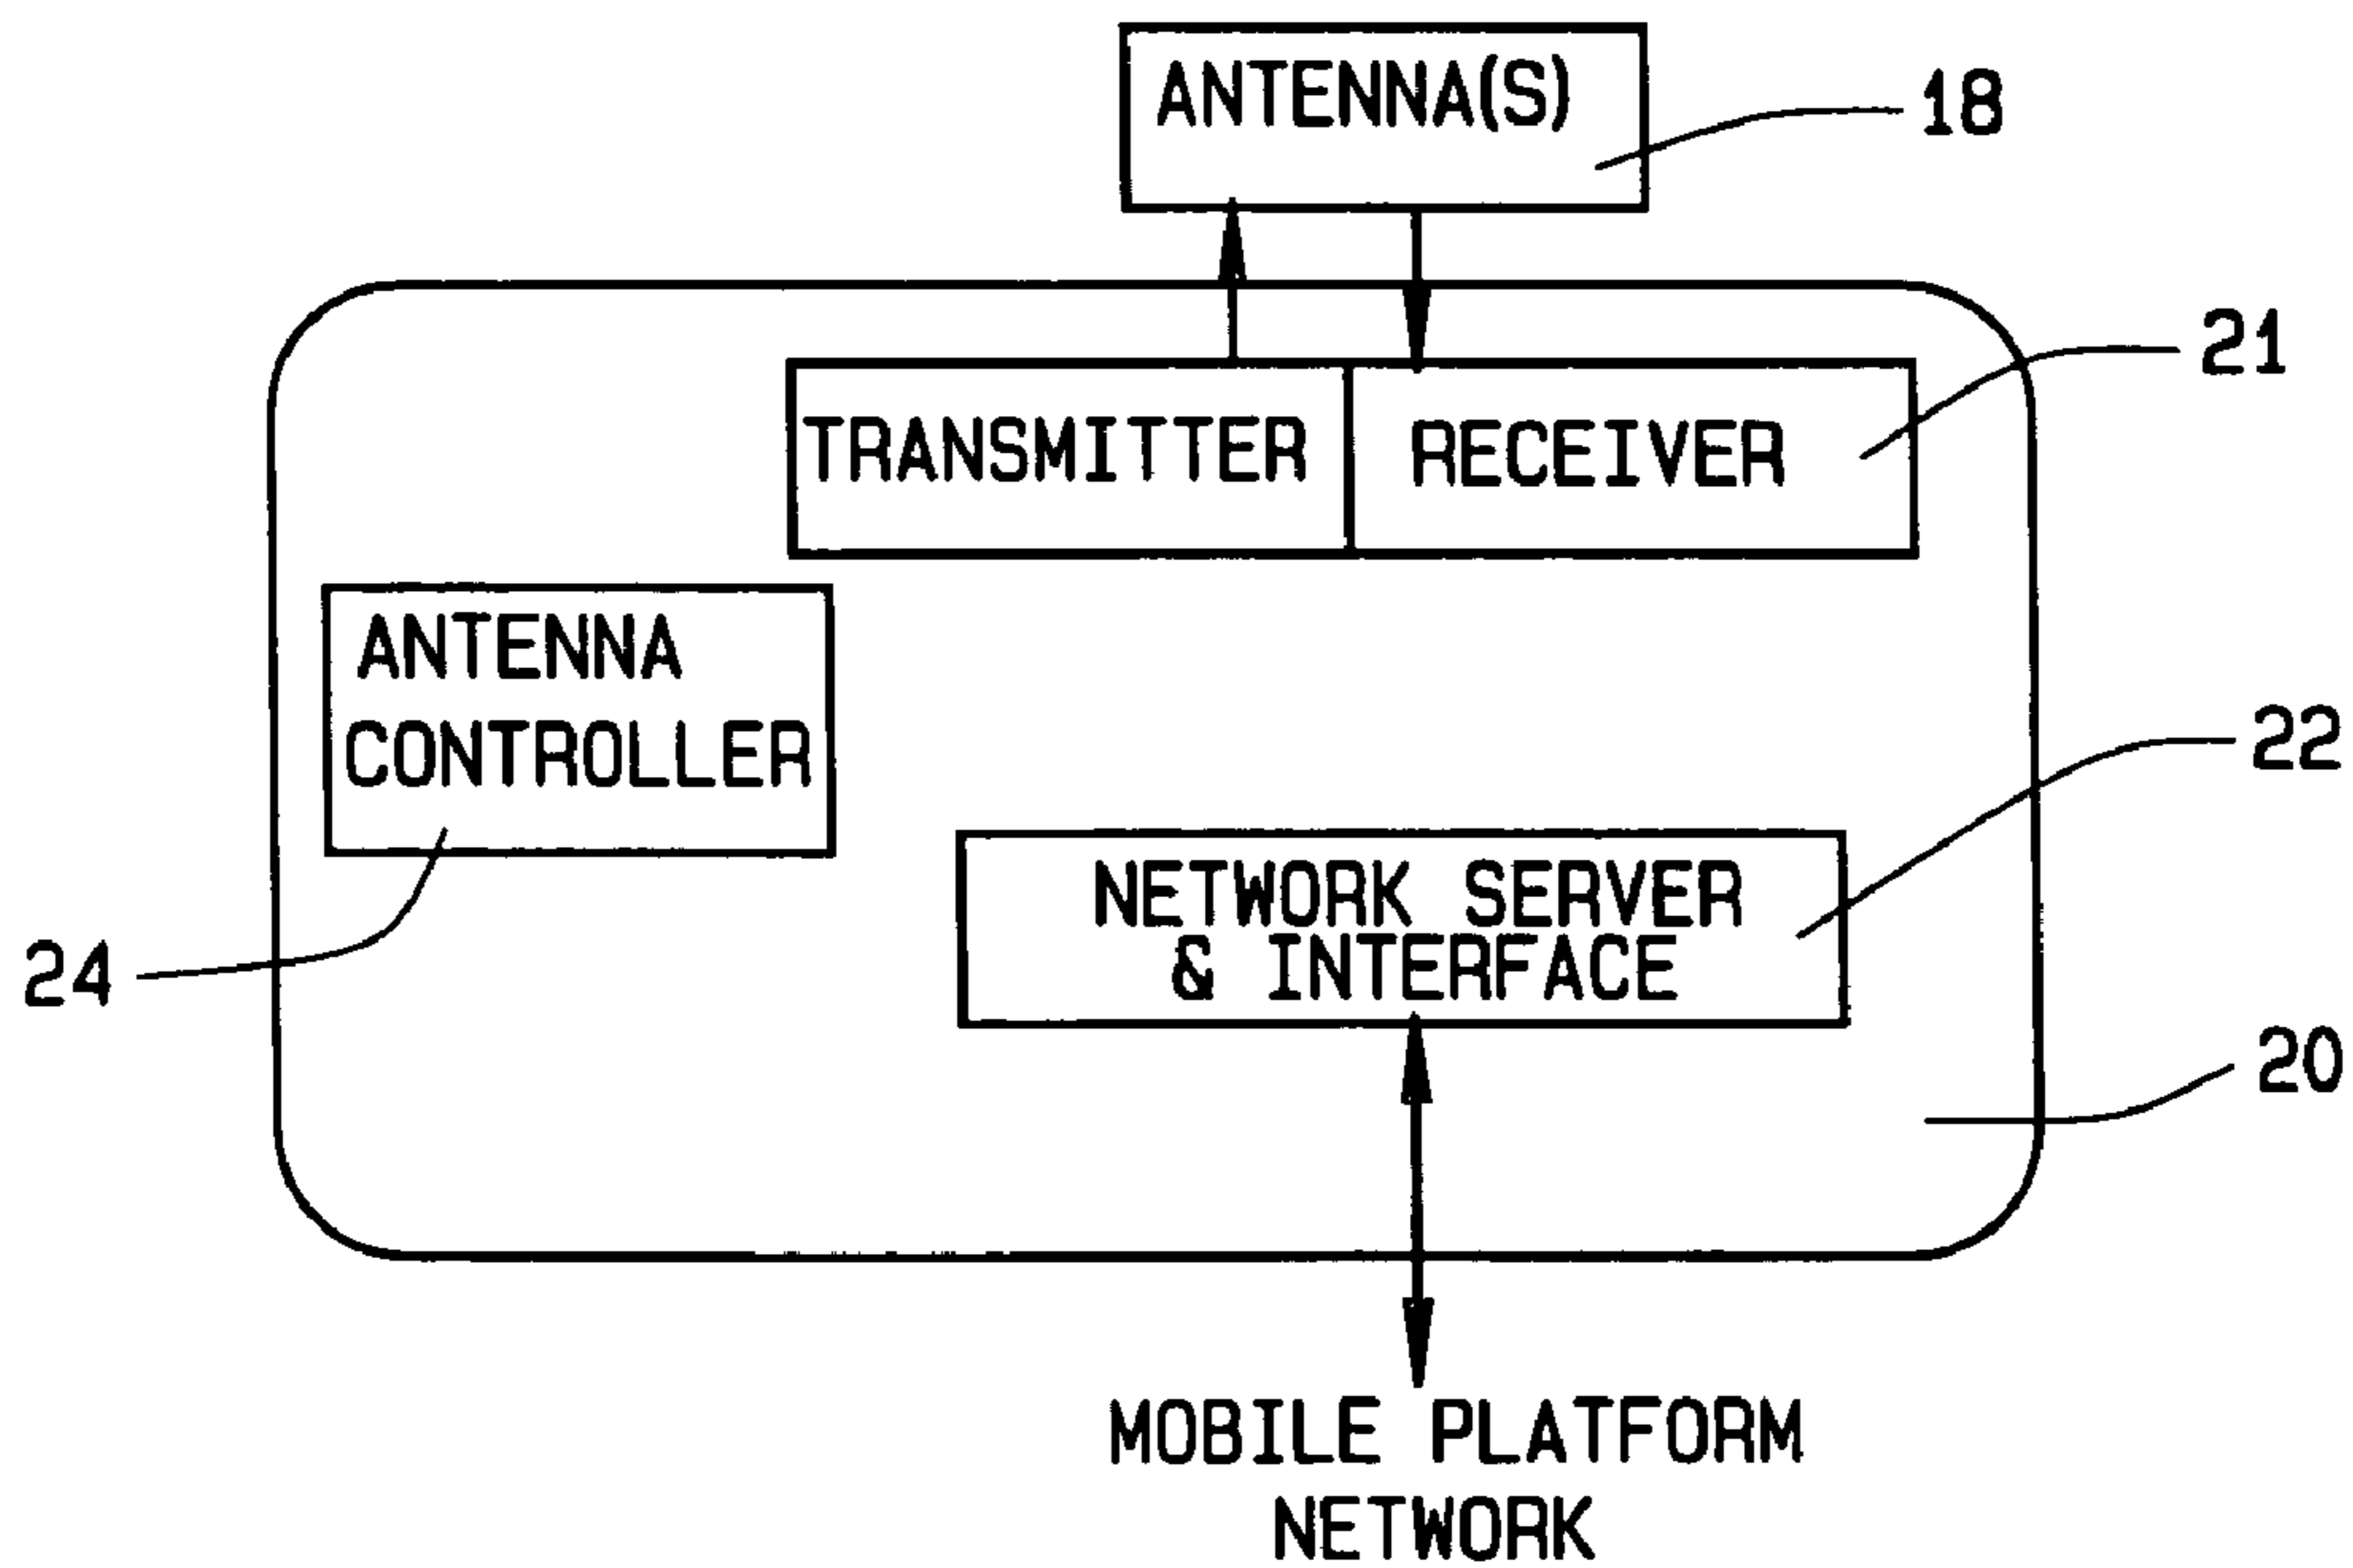 ANTENNA(S)
18
21
TRANSMITTER
RECEIVER
ANTENNA
CONTROLLER
22
NETWORK SERVER
& INTERFACE
24
20
MOBILE PLATFORM
NETWORK